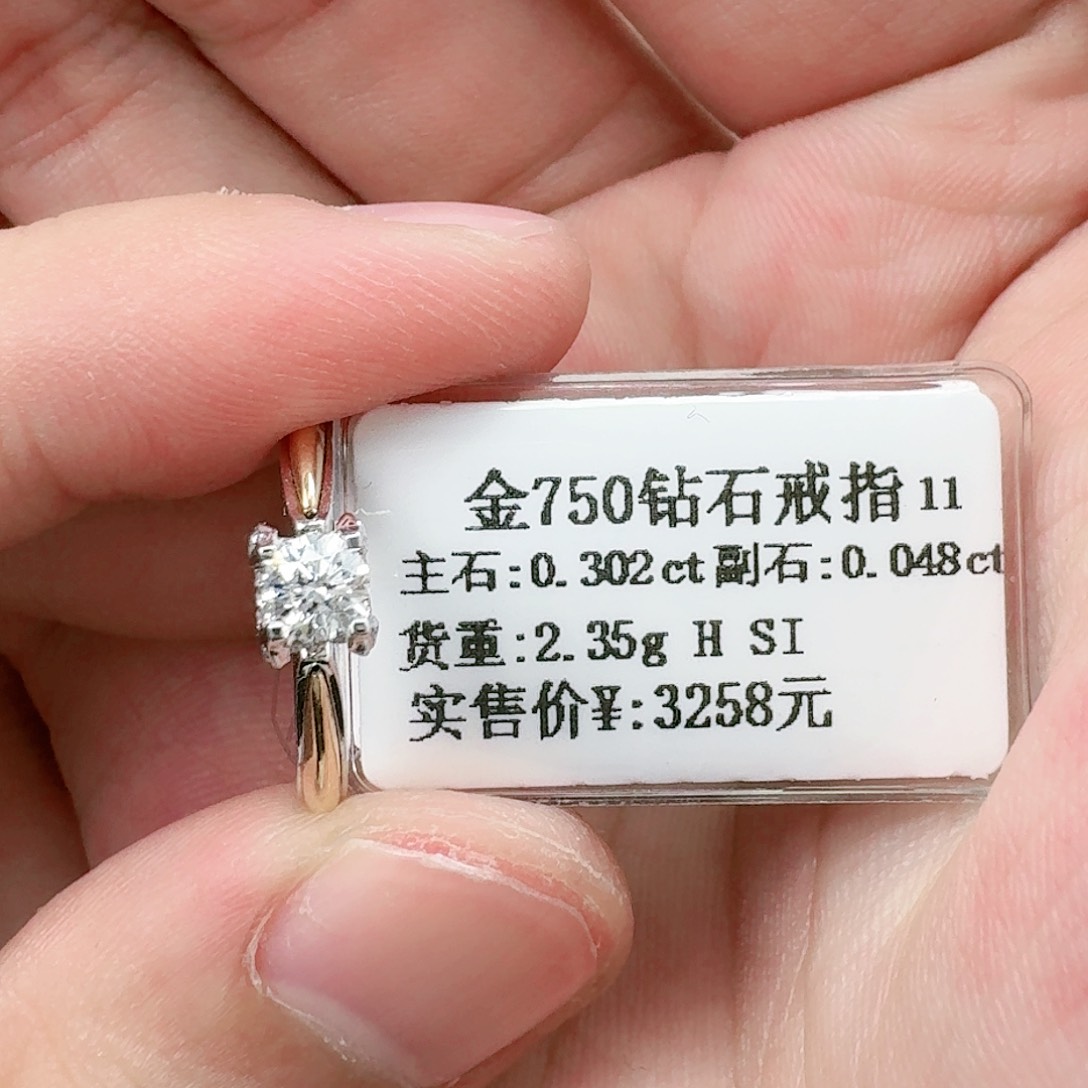 金750钻石戒指11
主石:0.302ct副石:0.048ct
货重:2.35g H SI
实售价¥:3258元